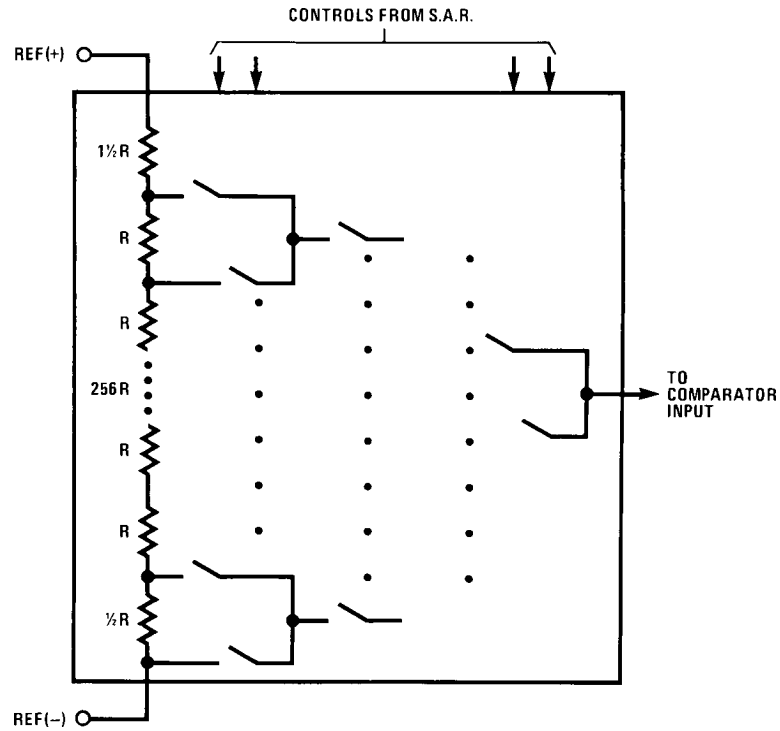 CONTROLS FROM S.A.R.
REF(+)
1½R
R
R
256R
R
R
½R
REF(–)
TO
COMPARATOR
INPUT